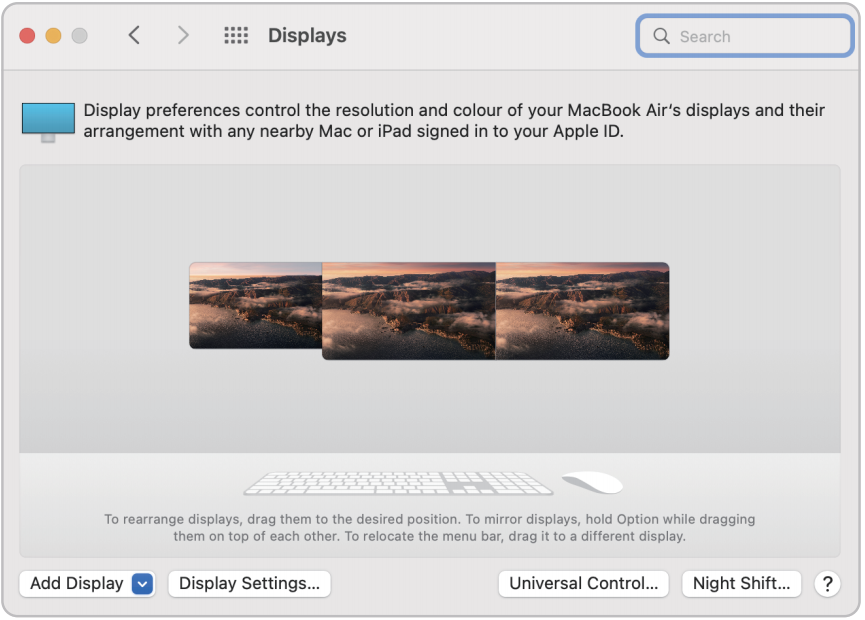 Displays
Search
Display preferences control the resolution and colour of your MacBook Air’s displays and their
arrangement with any nearby Mac or iPad signed in to your Apple ID.
To rearrange displays, drag them to the desired position. To mirror displays, hold Option while dragging
them on top of each other. To relocate the menu bar, drag it to a different display.
Add Display
Display Settings...
Universal Control...
Night Shift...
?